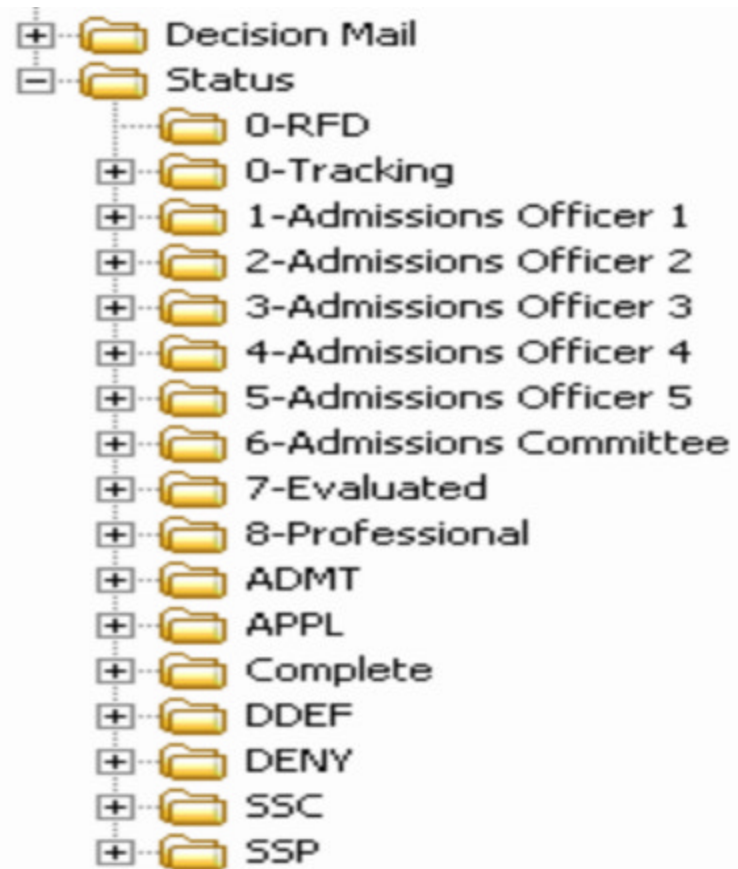 Decision Mail
Status
0-RFD
0-Tracking
1-Admissions Officer 1
2-Admissions Officer 2
3-Admissions Officer 3
4-Admissions Officer 4
5-Admissions Officer 5
6-Admissions Committee
7-Evaluated
8-Professional
ADMT
APPL
Complete
DDEF
DENY
SSC
SSP